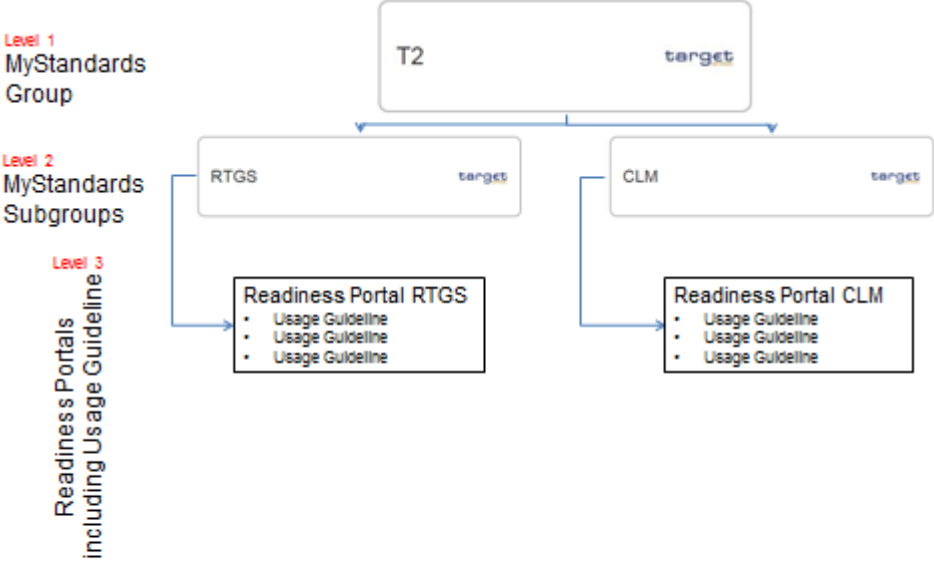 Level 1
MyStandards
Group
T2
target
Level 2
MyStandards
Subgroups
RTGS
target
CLM
target
Level 3
Readiness Portals
including Usage Guideline
Readiness Portal RTGS
• Usage Guideline
• Usage Guideline
• Usage Guideline
Readiness Portal CLM
• Usage Guideline
• Usage Guideline
• Usage Guideline